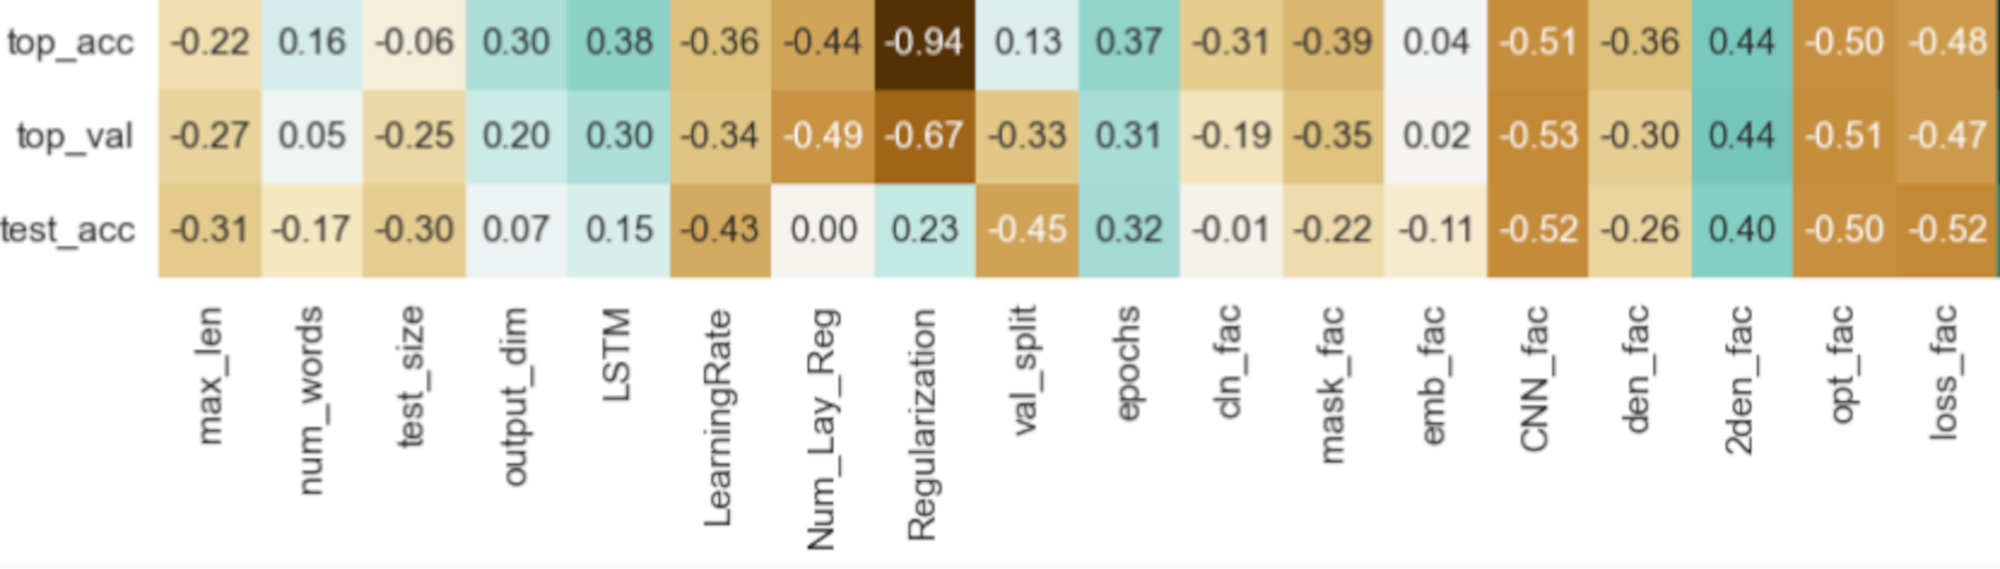 top_acc -0.22 0.16 -0.06 0.30 0.38 -0.36 -0.44 -0.94 0.13 0.37 -0.31 -0.39 0.04 -0.51 -0.36 0.44 -0.50 -0.48
top_val -0.27 0.05 -0.25 0.20 0.30 -0.34 -0.49 -0.67 -0.33 0.31 -0.19 -0.35 0.02 -0.53 -0.30 0.44 -0.51 -0.47
test_acc -0.31 -0.17 -0.30 0.07 0.15 -0.43 0.00 0.23 -0.45 0.32 -0.01 -0.22 -0.11 -0.52 -0.26 0.40 -0.50 -0.52
max_len
num_words
test_size
output_dim
LSTM
LearningRate
Num_Lay_Reg
Regularization
val_split
epochs
cln_fac
mask_fac
emb_fac
CNN_fac
den_fac
2den_fac
opt_fac
loss_fac